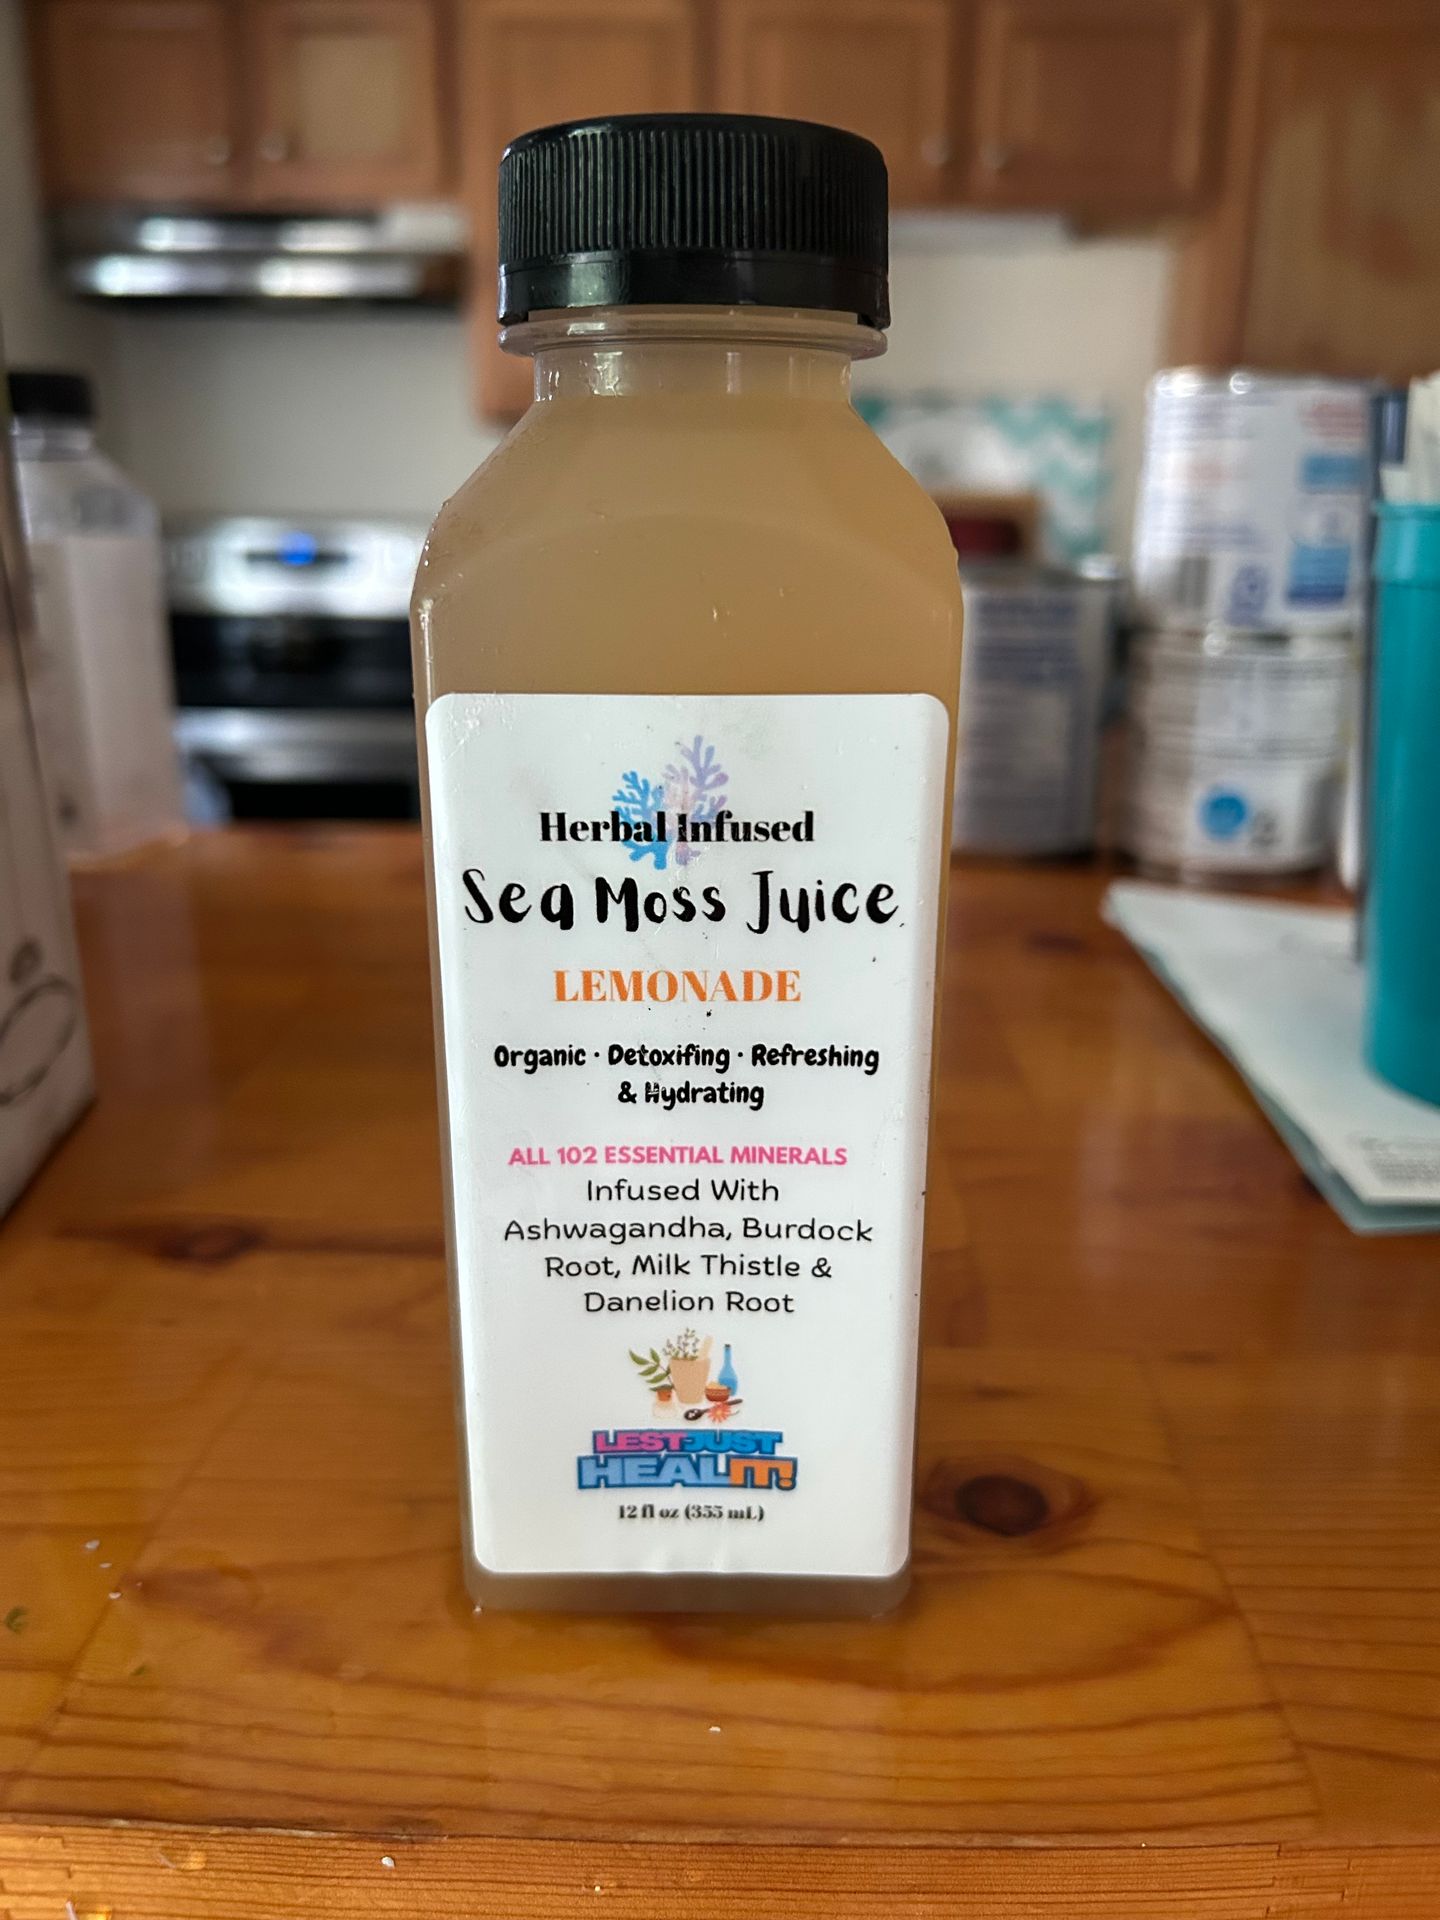 Herbal Infused
Sea Moss Juice
LEMONADE
Organic · Detoxifing · Refreshing
& Hydrating
ALL 102 ESSENTIAL MINERALS
Infused With
Ashwagandha, Burdock
Root, Milk Thistle &
Danelion Root
LESTJUST
HEALIT!
12 fl oz (355 mL)